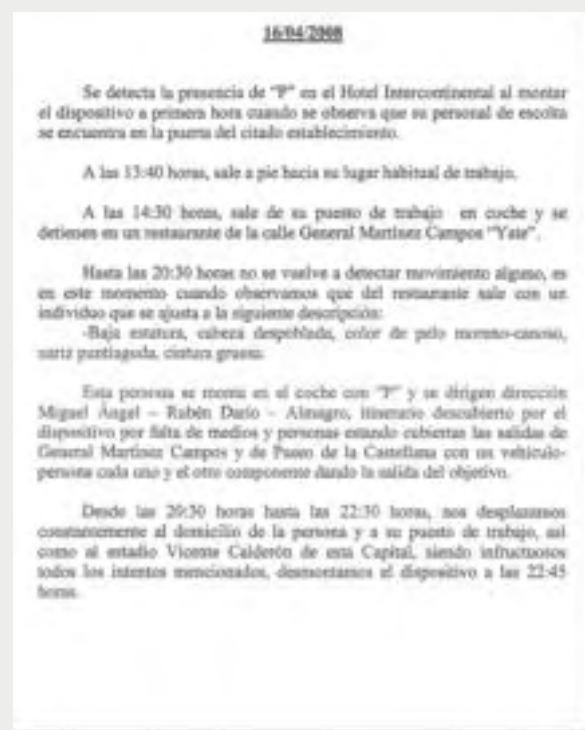 16/04/2008
Se detecta la presencia de "P" en el Hotel Intercontinental al montar
el dispositivo a primera hora cuando se observa que su personal de escolta
se encuentra en la puerta del citado establecimiento.
A las 13:40 horas, sale a pie hacia su lugar habitual de trabajo.
A las 14:30 horas, sale de su puesto de trabajo en coche y se
detienen en un restaurante de la calle General Martínez Campos
Hasta las 20:30 horas no se vuelve a detectar movimiento alguno, es
en este momento cuando observamos que del restaurante sale con un
individuo que se ajusta a la siguiente descripción:
-Baja estatura, cabeza despoblada, color de pelo moreno-canoso,
nariz puntiaguda, cintura gruesa.
Esta persona se monta en el coche con "P" y se dirigen dirección
Miguel Ángel – Rubén Darío – Almagro, itinerario descubierto por el
dispositivo por falta de medios y personas estando cubiertas las salidas de
General Martínez Campos y de Paseo de la Castellana con un vehículo-
persona cada uno y el otro componente dando la salida del objetivo.
Desde las 20:30 horas hasta las 22:30 horas, nos desplazamos
constantemente al domicilio de la persona y a su puesto de trabajo, así
como al estadio Vicente Calderón de esta Capital, siendo infructuosos
todos los intentos mencionados, desmontamos el dispositivo a las 22:45
horas.